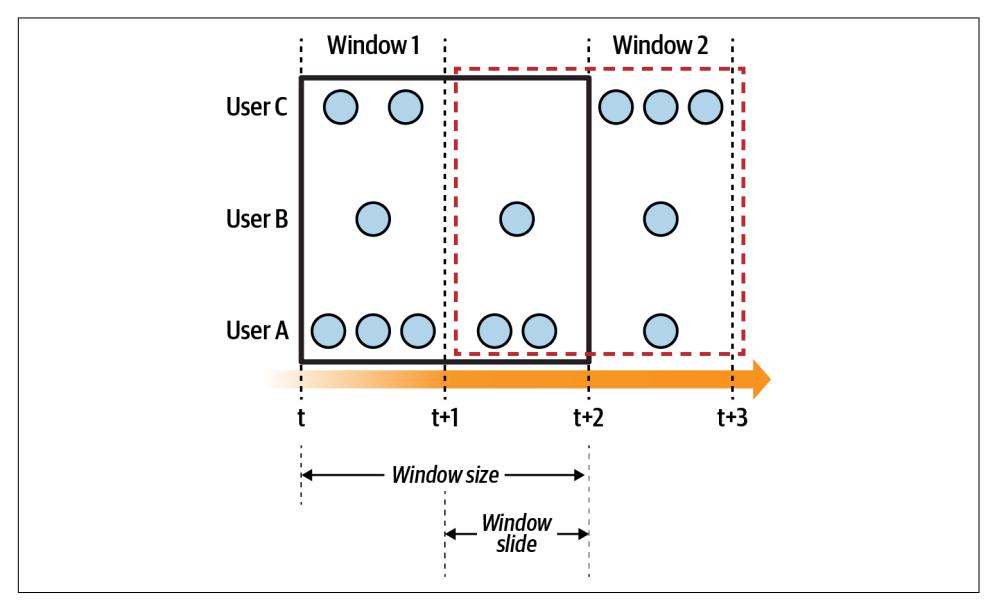 Window 1
Window 2
User C
User B
User A
t
t+1
t+2
t+3
Window size
Window
slide